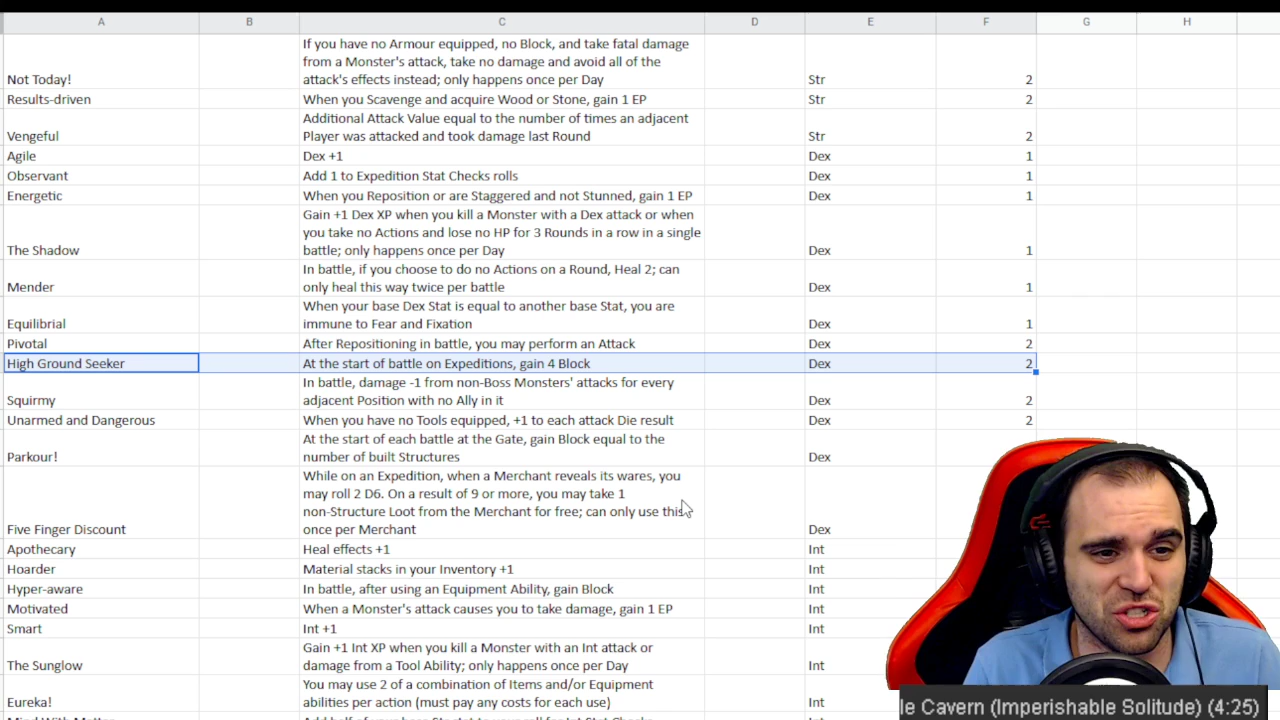 A B C D E F G H
If you have no Armour equipped, no Block, and take fatal damage
from a Monster's attack, take no damage and avoid all of the
Not Today! attack's effects instead; only happens once per Day Str 2
Results-driven When you Scavenge and acquire Wood or Stone, gain 1 EP Str 2
Additional Attack Value equal to the number of times an adjacent
Vengeful Player was attacked and took damage last Round Str 2
Agile Dex +1 Dex 1
Observant Add 1 to Expedition Stat Checks rolls Dex 1
Energetic When you Reposition or are Staggered and not Stunned, gain 1 EP Dex 1
Gain +1 Dex XP when you kill a Monster with a Dex attack or when
you take no Actions and lose no HP for 3 Rounds in a row in a single
The Shadow battle; only happens once per Day Dex 1
In battle, if you choose to do no Actions on a Round, Heal 2; can
Mender only heal this way twice per battle Dex 1
When your base Dex Stat is equal to another base Stat, you are
Equilibrial immune to Fear and Fixation Dex 1
Pivotal After Repositioning in battle, you may perform an Attack Dex 2
High Ground Seeker At the start of battle on Expeditions, gain 4 Block Dex 2
In battle, damage -1 from non-Boss Monsters' attacks for every
Squirmy adjacent Position with no Ally in it Dex 2
Unarmed and Dangerous When you have no Tools equipped, +1 to each attack Die result Dex 2
At the start of each battle at the Gate, gain Block equal to the
Parkour! number of built Structures Dex
While on an Expedition, when a Merchant reveals its wares, you
may roll 2 D6. On a result of 9 or more, you may take 1
non-Structure Loot from the Merchant for free; can only use this
Five Finger Discount once per Merchant Dex
Apothecary Heal effects +1 Int
Hoarder Material stacks in your Inventory +1 Int
Hyper-aware In battle, after using an Equipment Ability, gain Block Int
Motivated When a Monster's attack causes you to take damage, gain 1 EP Int
Smart Int +1 Int
Gain +1 Int XP when you kill a Monster with an Int attack or
The Sunglow damage from a Tool Ability; only happens once per Day Int
You may use 2 of a combination of Items and/or Equipment
Eureka! abilities per action (must pay any costs for each use) Int
le Cavern (Imperishable Solitude) (4:25)